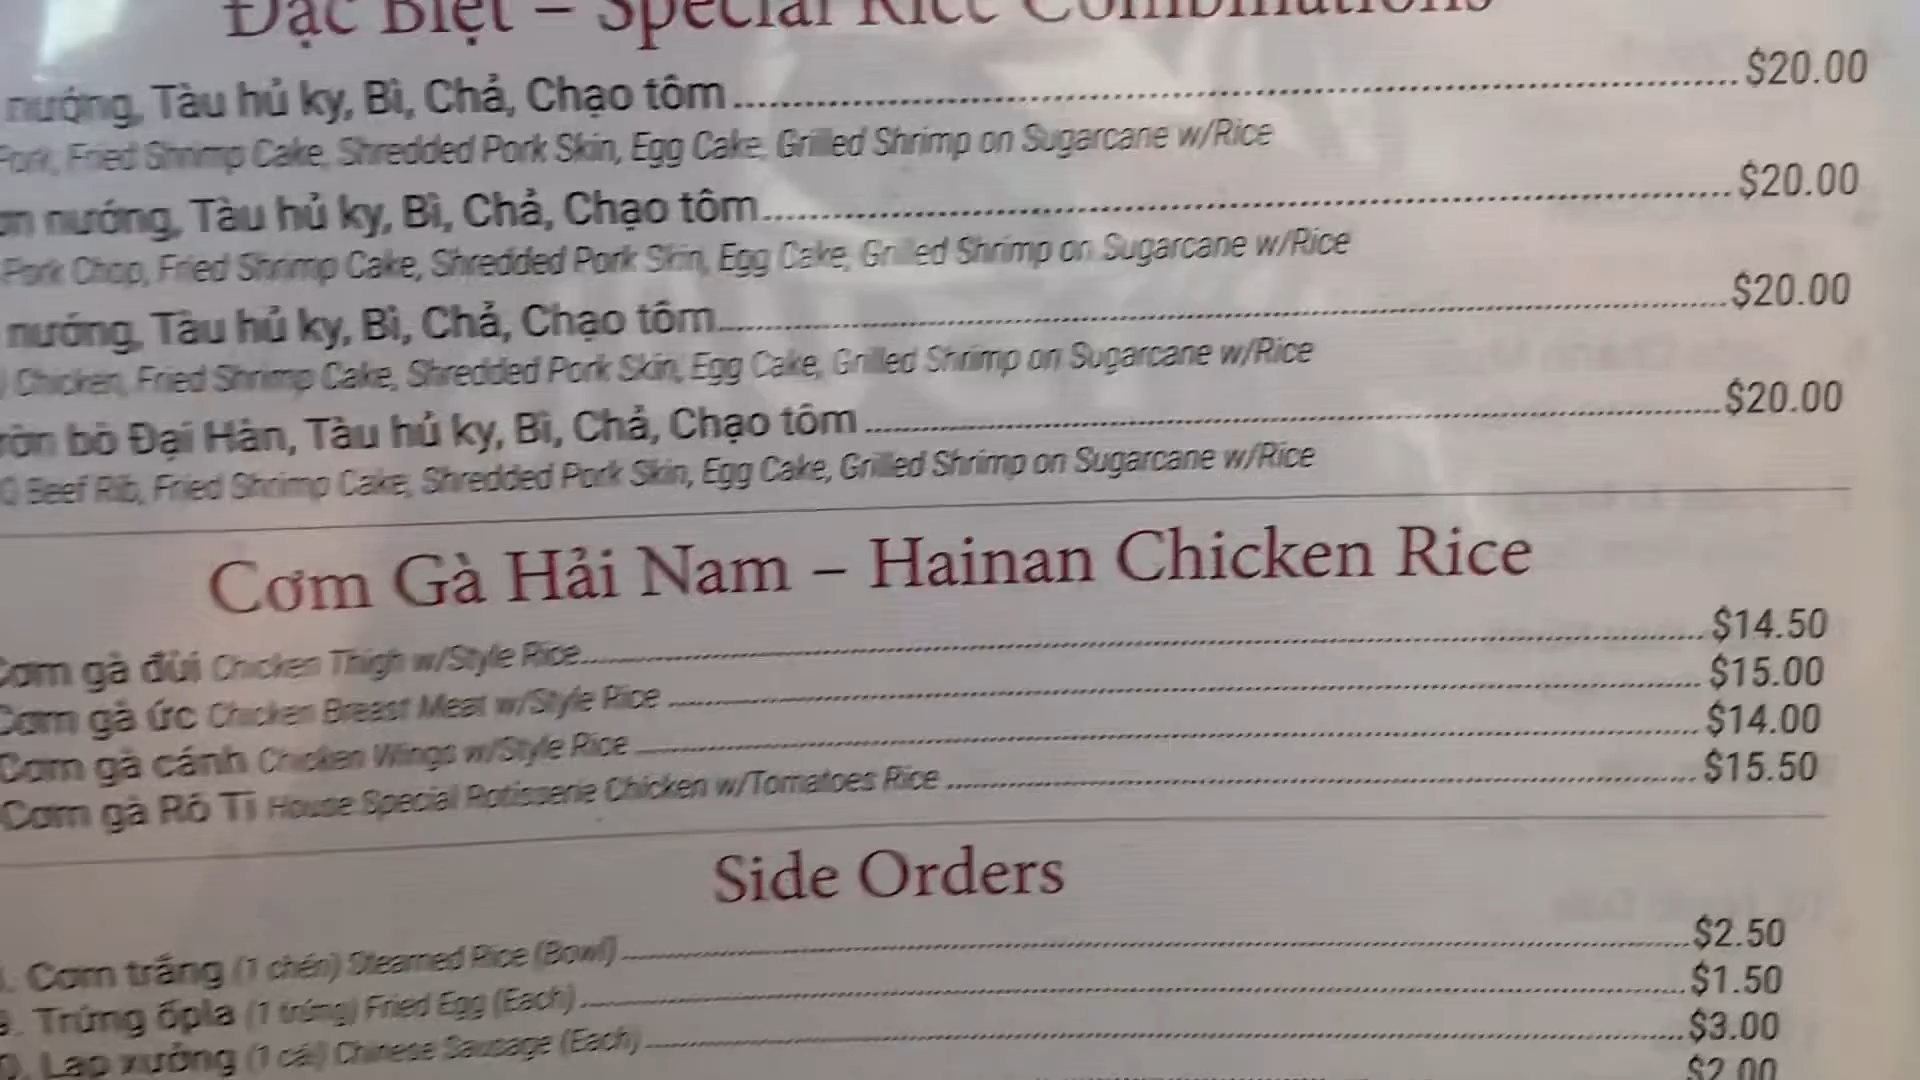 Đặc Biệt – Special Rice Combinations
nướng, Tàu hủ ky, Bì, Chả, Chạo tôm $20.00
Pork, Fried Shrimp Cake, Shredded Pork Skin, Egg Cake, Grilled Shrimp on Sugarcane w/Rice
nướng, Tàu hủ ky, Bì, Chả, Chạo tôm $20.00
Pork Chop, Fried Shrimp Cake, Shredded Pork Skin, Egg Cake, Grilled Shrimp on Sugarcane w/Rice
nướng, Tàu hủ ky, Bì, Chả, Chạo tôm $20.00
Chicken, Fried Shrimp Cake, Shredded Pork Skin, Egg Cake, Grilled Shrimp on Sugarcane w/Rice
bò Đại Hàn, Tàu hủ ky, Bì, Chả, Chạo tôm $20.00
Beef Rib, Fried Shrimp Cake, Shredded Pork Skin, Egg Cake, Grilled Shrimp on Sugarcane w/Rice
Cơm Gà Hải Nam – Hainan Chicken Rice
Cơm gà đùi Chicken Thigh w/Style Rice $14.50
Cơm gà ức Chicken Breast Meat w/Style Rice $15.00
Cơm gà cánh Chicken Wings w/Style Rice $14.00
Cơm gà Rô Ti House Special Rotisserie Chicken w/Tomatoes Rice $15.50
Side Orders
Cơm trắng (1 chén) Steamed Rice (Bowl) $2.50
Trứng ốpla (1 trứng) Fried Egg (Each) $1.50
Lạp xưởng (1 cái) Chinese Sausage (Each) $3.00
$2.00